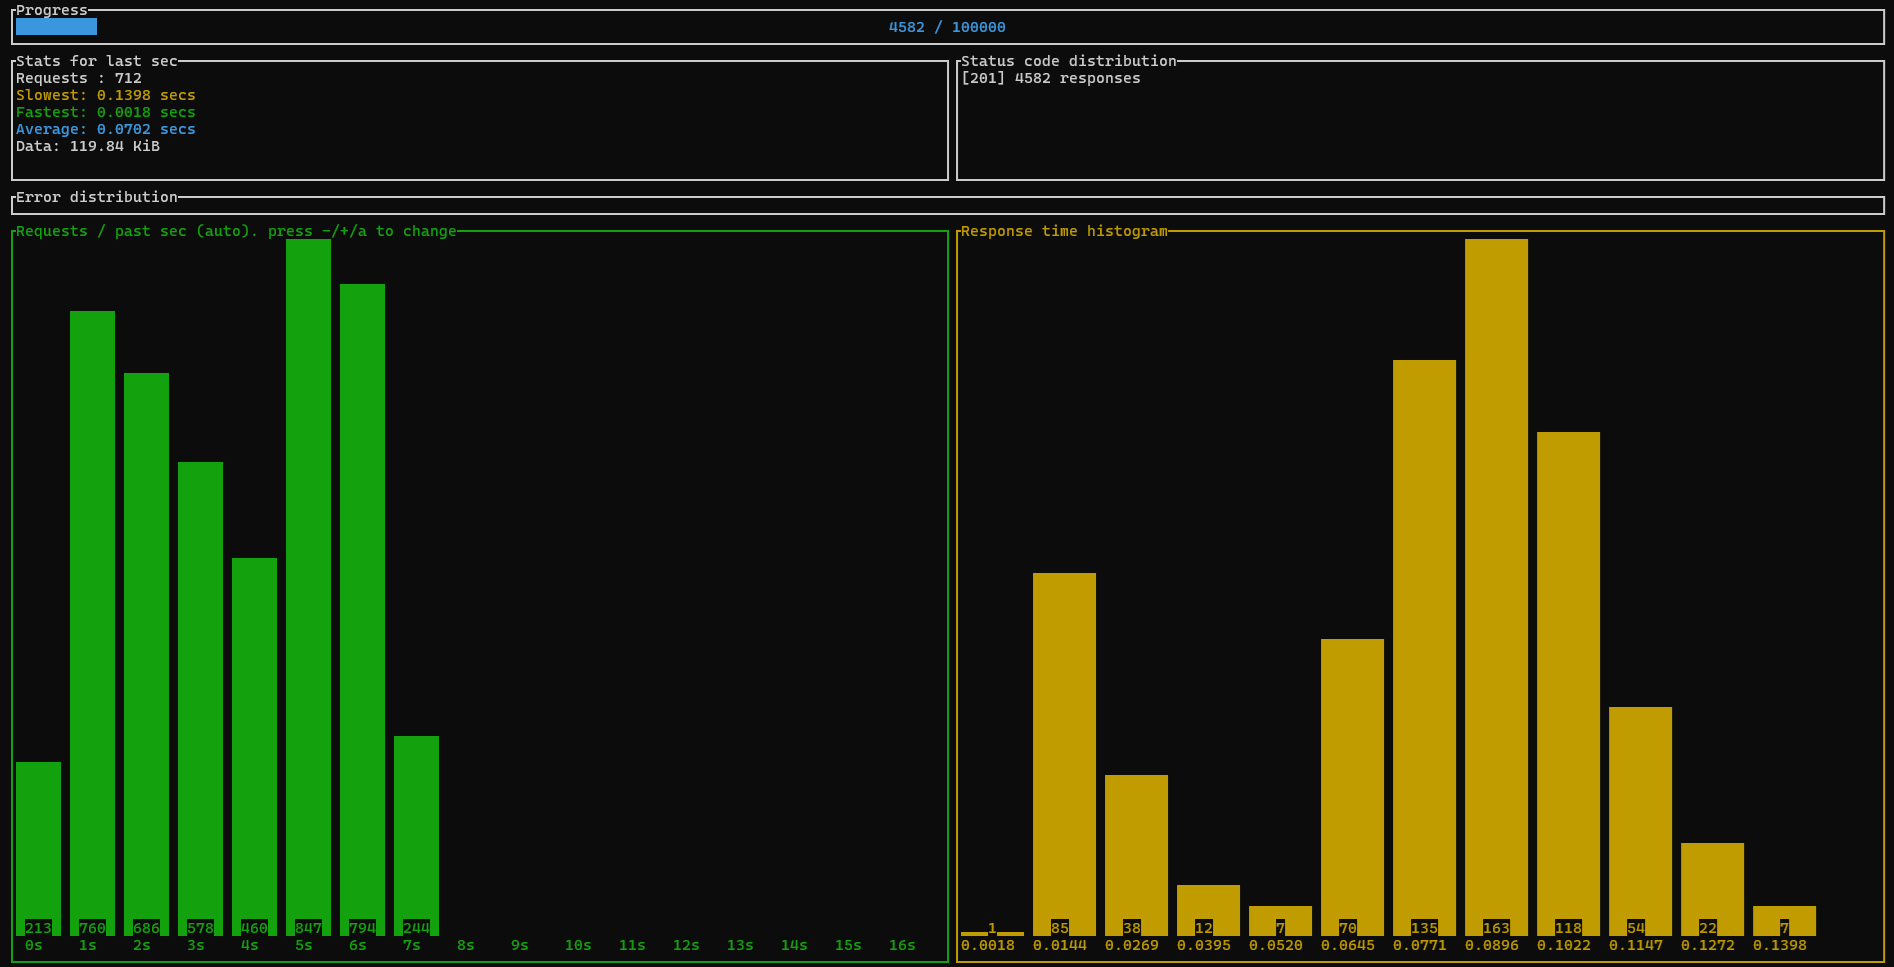 Progress
4582 / 100000
Stats for last sec
Requests : 712
Slowest: 0.1398 secs
Fastest: 0.0018 secs
Average: 0.0702 secs
Data: 119.84 KiB
Status code distribution
[201] 4582 responses
Error distribution
Requests / past sec (auto). press -/+/a to change
213 760 686 578 460 847 794 244
0s 1s 2s 3s 4s 5s 6s 7s 8s 9s 10s 11s 12s 13s 14s 15s 16s
Response time histogram
1 85 38 12 7 70 135 163 118 54 22 7
0.0018 0.0144 0.0269 0.0395 0.0520 0.0645 0.0771 0.0896 0.1022 0.1147 0.1272 0.1398